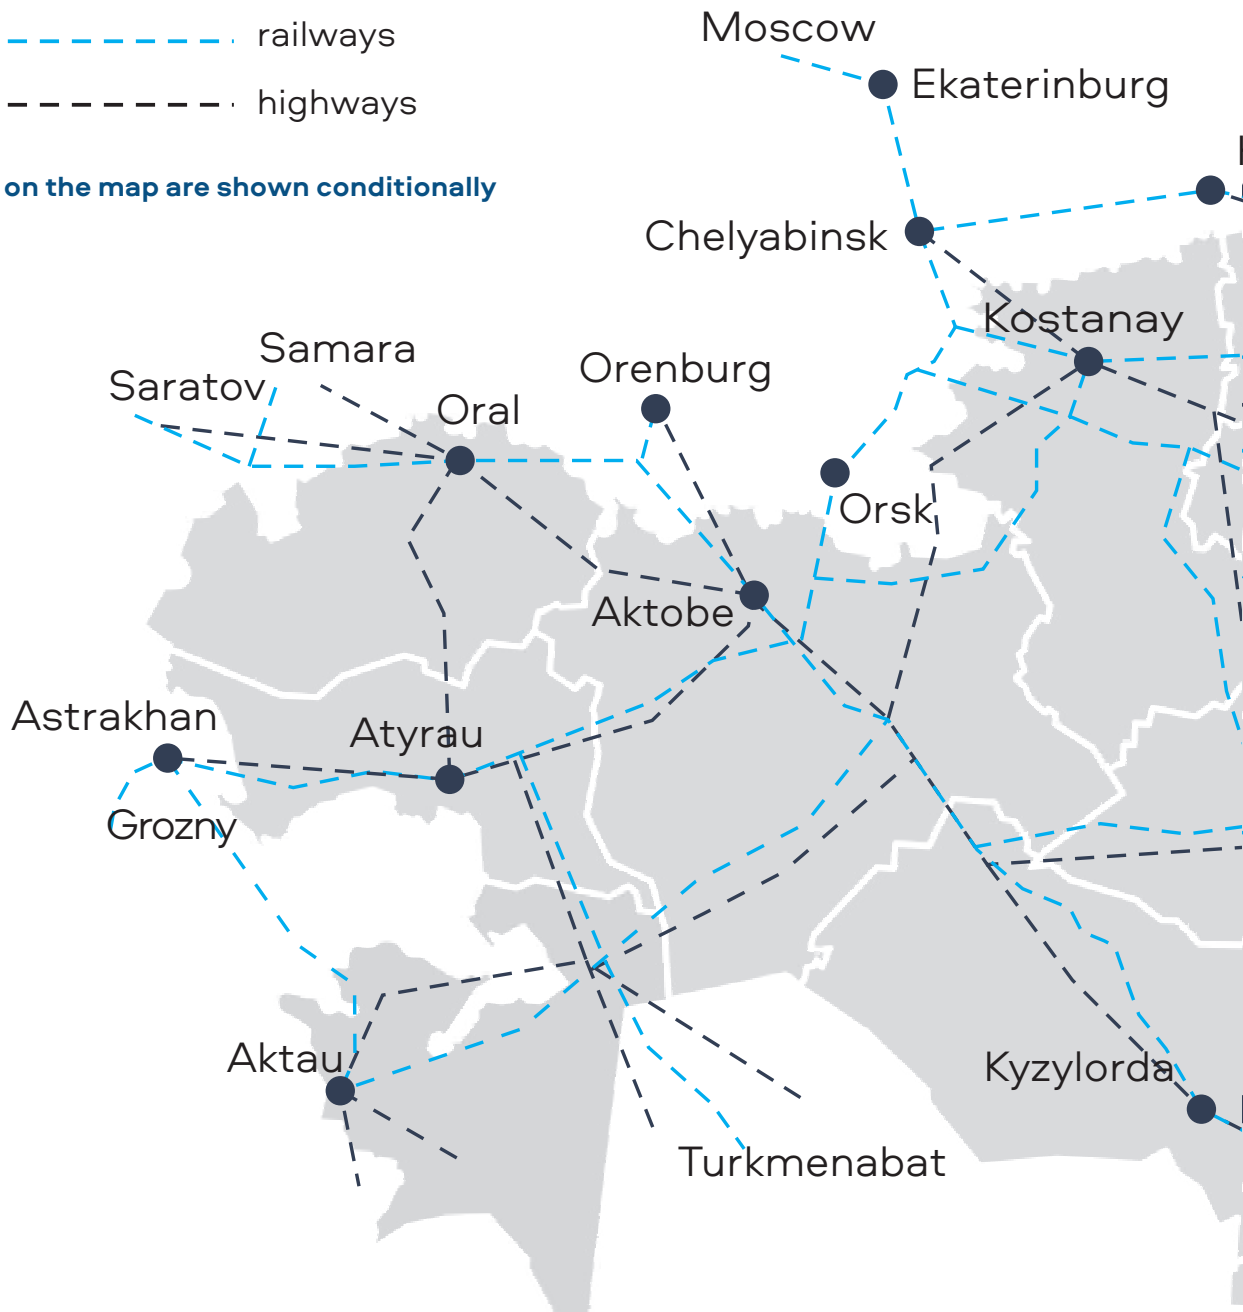 Moscow
railways
Ekaterinburg
highways
on the map are shown conditionally
Chelyabinsk
Kostanay
Samara
Orenburg
Saratov
Oral
Orsk
Aktobe
Astrakhan
Atyrau
Grozny
Aktau
Kyzylorda
Turkmenabat